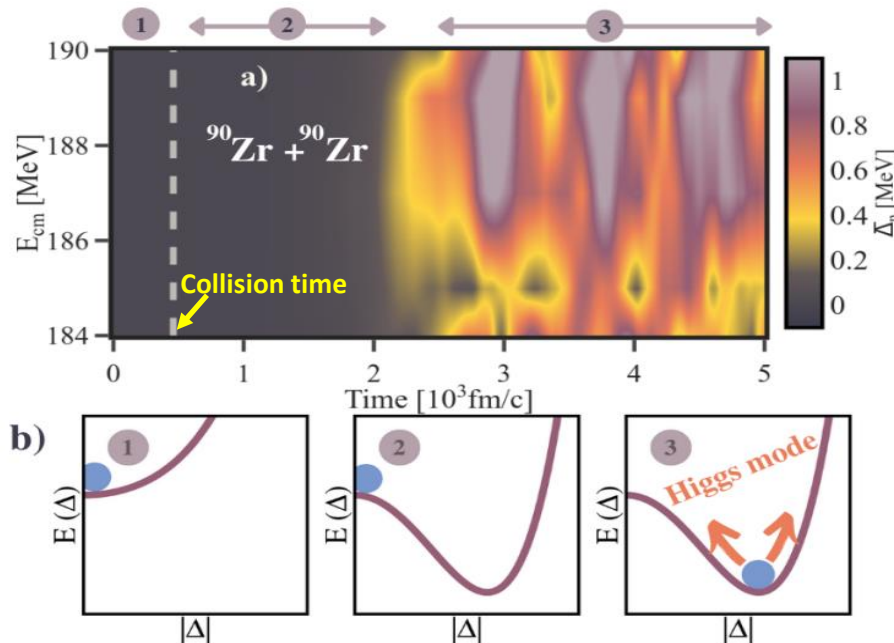 1 2 3
190
188
186
184
E_cm [MeV]
a)
⁹⁰Zr + ⁹⁰Zr
Collision time
0 1 2 3 4 5
Time [10³fm/c]
1
0.8
0.6
0.4
0.2
0
Δ̄ₙ [MeV]
b)
1 2 3
Higgs mode
E (Δ) E (Δ) E (Δ)
|Δ| |Δ| |Δ|